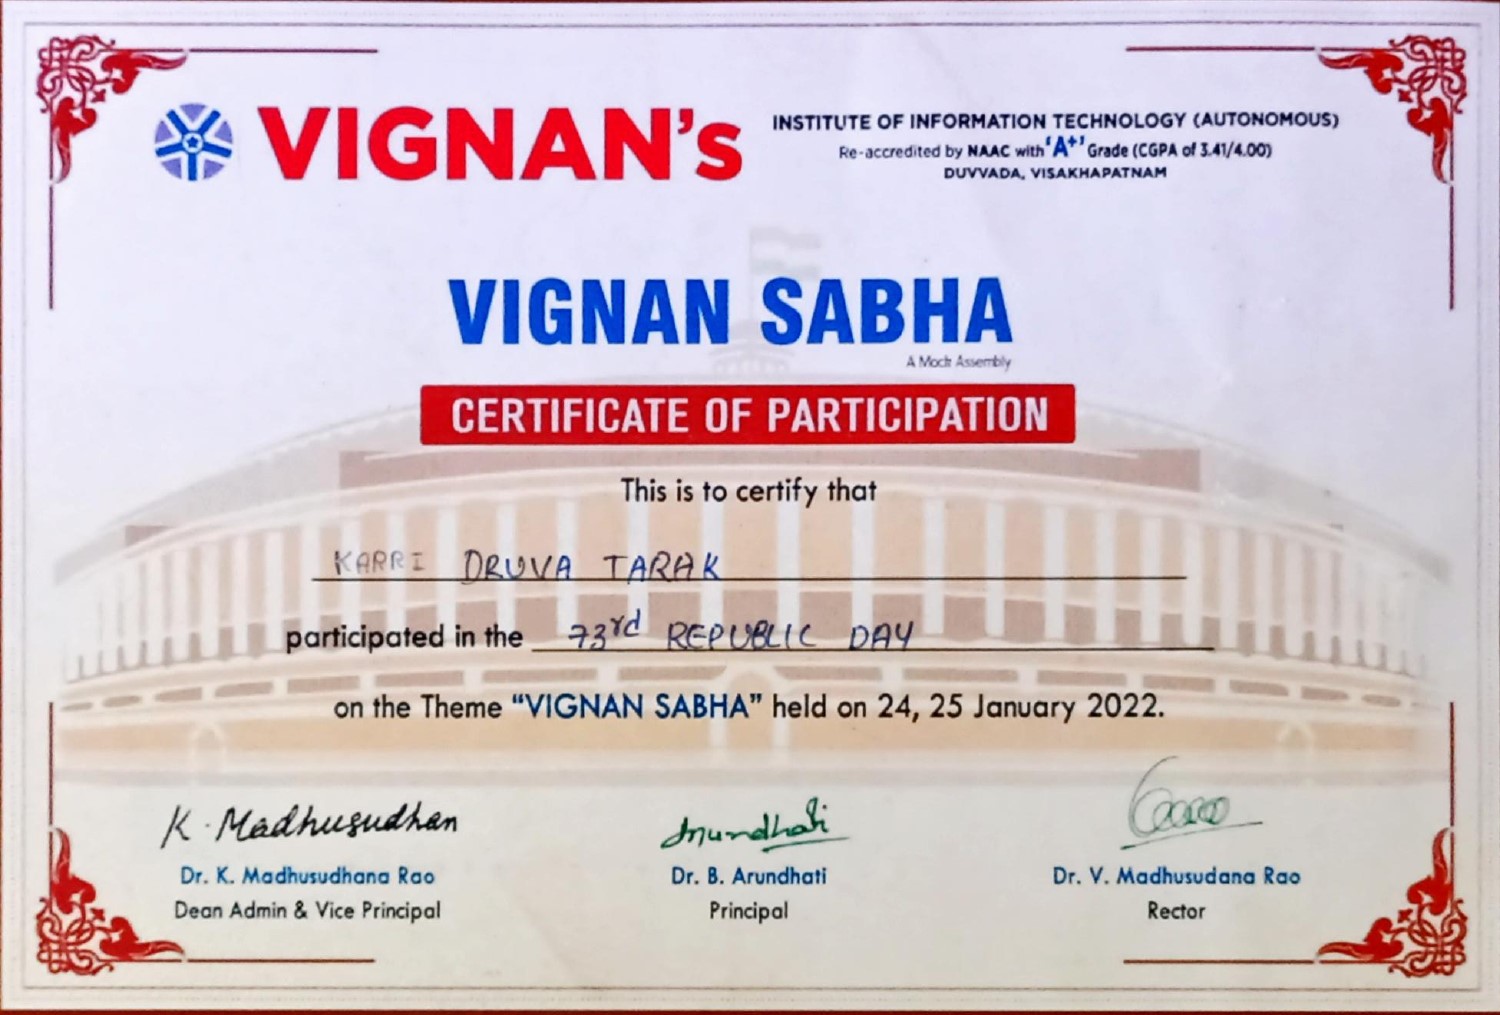 VIGNAN's
INSTITUTE OF INFORMATION TECHNOLOGY (AUTONOMOUS)
Re-accredited by NAAC with 'A+' Grade (CGPA of 3.41/4.00)
DUVVADA, VISAKHAPATNAM
VIGNAN SABHA
A Mock Assembly
CERTIFICATE OF PARTICIPATION
This is to certify that
KARRI DRUVA TARAK
participated in the 73rd REPUBLIC DAY
on the Theme "VIGNAN SABHA" held on 24, 25 January 2022.
K. Madhusudhan
Arundhati
Dr. K. Madhusudhana Rao
Dr. B. Arundhati
Dr. V. Madhusudana Rao
Dean Admin & Vice Principal
Principal
Rector